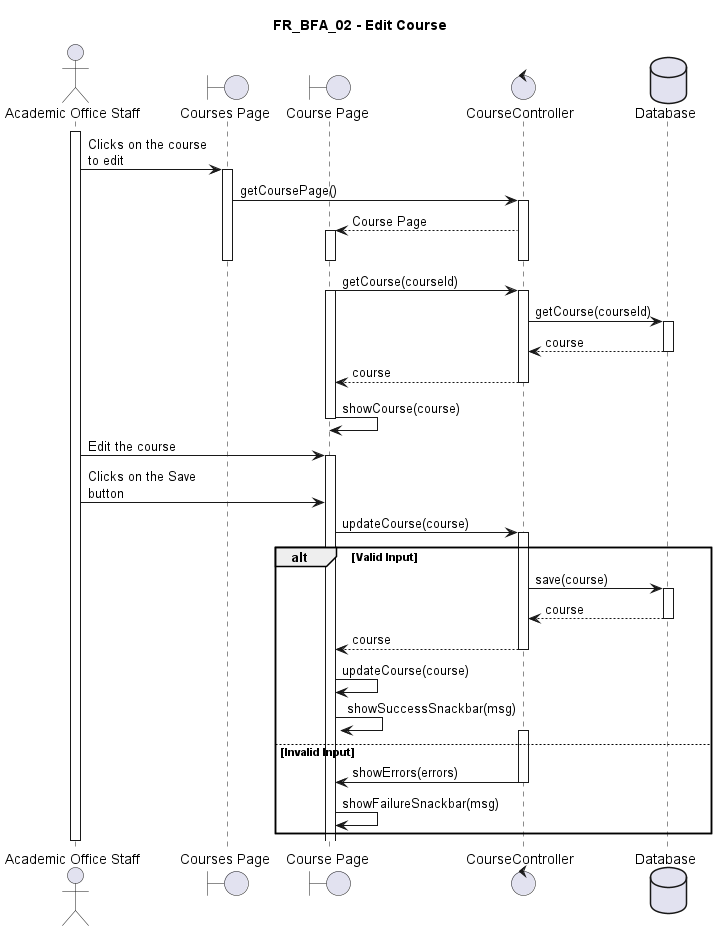 FR_BFA_02 - Edit Course
Academic Office Staff
Courses Page
Course Page
CourseController
Database
Clicks on the course
to edit
getCoursePage()
Course Page
getCourse(courseId)
getCourse(courseId)
course
course
showCourse(course)
Edit the course
Clicks on the Save
button
updateCourse(course)
alt
[Valid Input]
save(course)
course
course
updateCourse(course)
showSuccessSnackbar(msg)
[Invalid Input]
showErrors(errors)
showFailureSnackbar(msg)
Academic Office Staff
Courses Page
Course Page
CourseController
Database